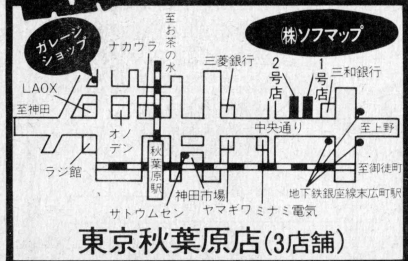 ㈱ソフマップ
ガレージ
ショップ
ナカウラ
至お茶の水
三菱銀行
2号店
1号店
三和銀行
LAOX
至神田
オノ
デン
中央通り
至上野
ラジ館
秋葉原駅
至御徒町
神田市場
地下鉄銀座線末広町駅
サトウムセン
ヤマギワ
ミナミ電気
東京秋葉原店(3店舗)